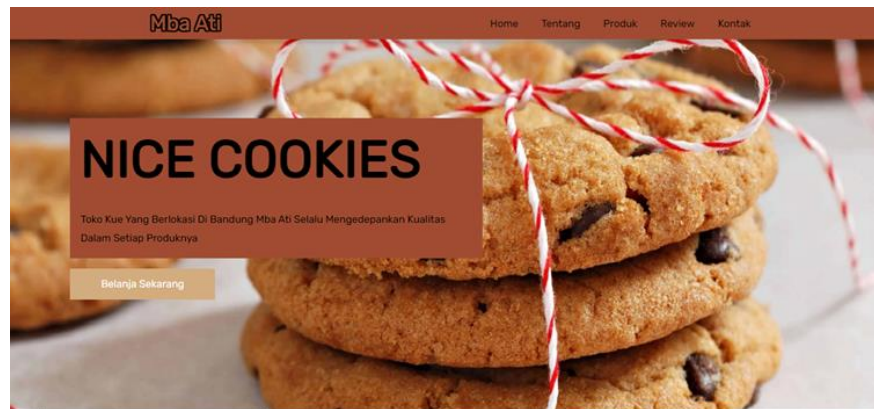 Mba Ati
Home Tentang Produk Review Kontak
NICE COOKIES
Toko Kue Yang Berlokasi Di Bandung Mba Ati Selalu Mengedepankan Kualitas
Dalam Setiap Produknya
Belanja Sekarang